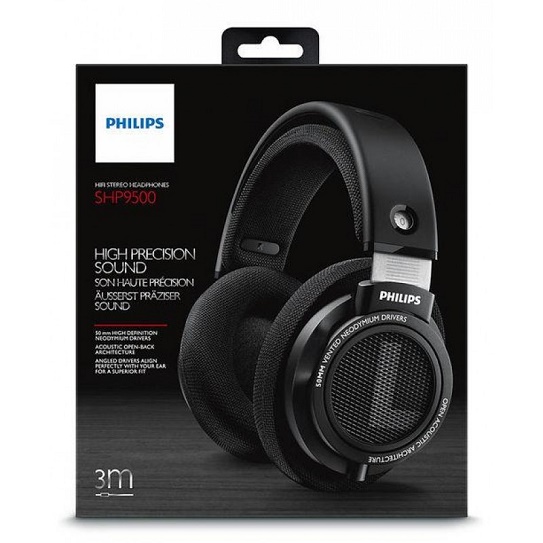 PHILIPS
HIFI STEREO HEADPHONES
SHP9500
HIGH PRECISION
SOUND
SON HAUTE PRÉCISION
ÄUSSERST PRÄZISER
SOUND
50 mm HIGH DEFINITION
NEODYMIUM DRIVERS
ACOUSTIC OPEN-BACK
ARCHITECTURE
ANGLED DRIVERS ALIGN
PERFECTLY WITH YOUR EAR
FOR A SUPERIOR FIT
3m
PHILIPS
50MM VENTED NEODYMIUM DRIVERS
OPEN ACOUSTIC ARCHITECTURE
L